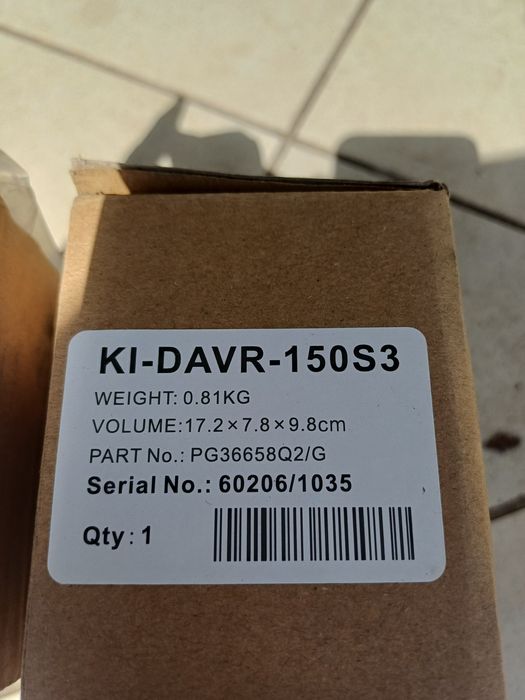 KI-DAVR-150S3
WEIGHT: 0.81KG
VOLUME:17.2×7.8×9.8cm
PART No.: PG36658Q2/G
Serial No.: 60206/1035
Qty: 1